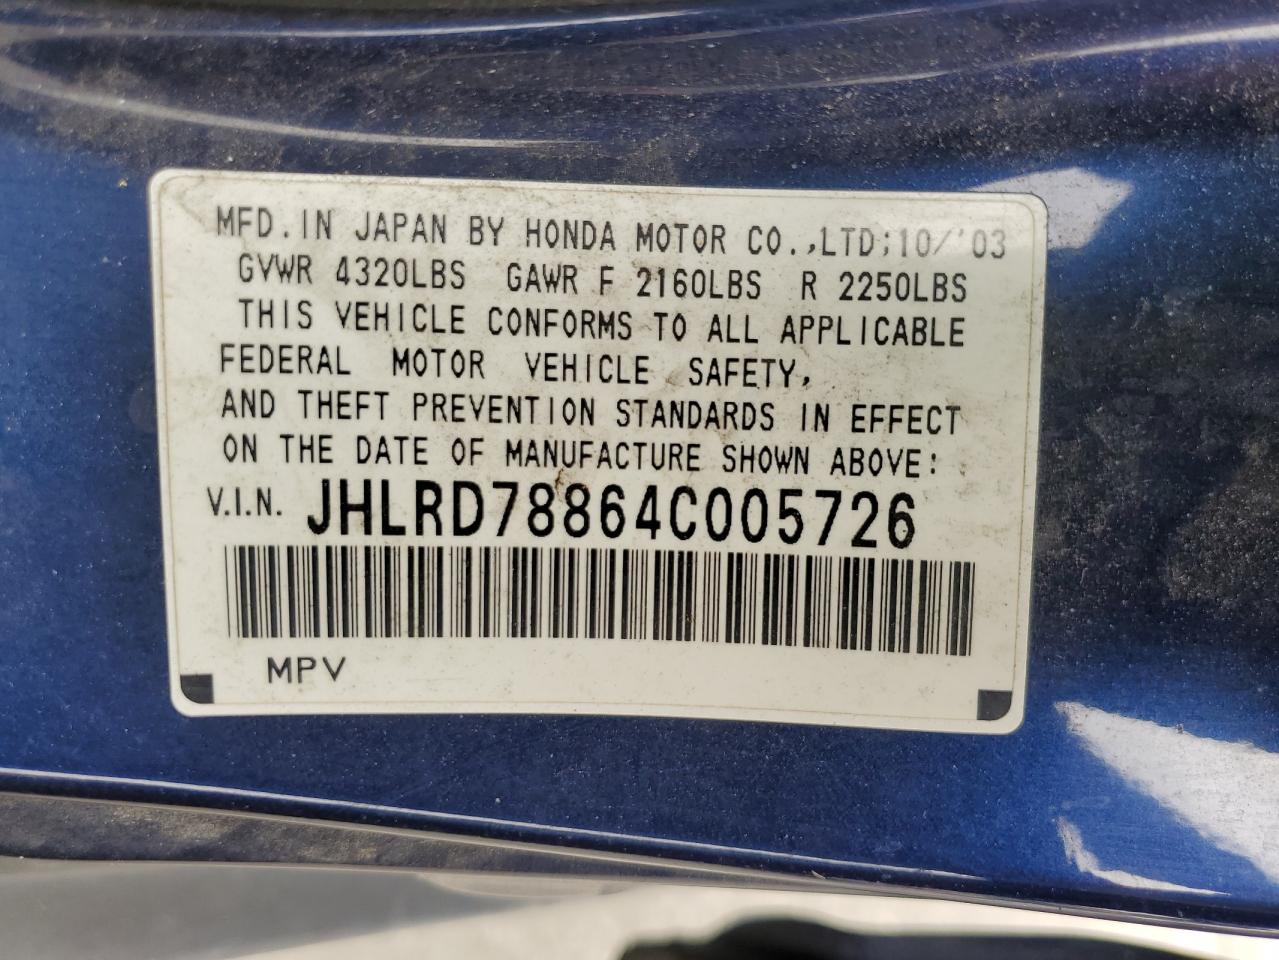 MFD. IN JAPAN BY HONDA MOTOR CO.,LTD;10/'03
GVWR 4320LBS GAWR F 2160LBS R 2250LBS
THIS VEHICLE CONFORMS TO ALL APPLICABLE
FEDERAL MOTOR VEHICLE SAFETY,
AND THEFT PREVENTION STANDARDS IN EFFECT
ON THE DATE OF MANUFACTURE SHOWN ABOVE:
V.I.N. JHLRD78864C005726
MPV